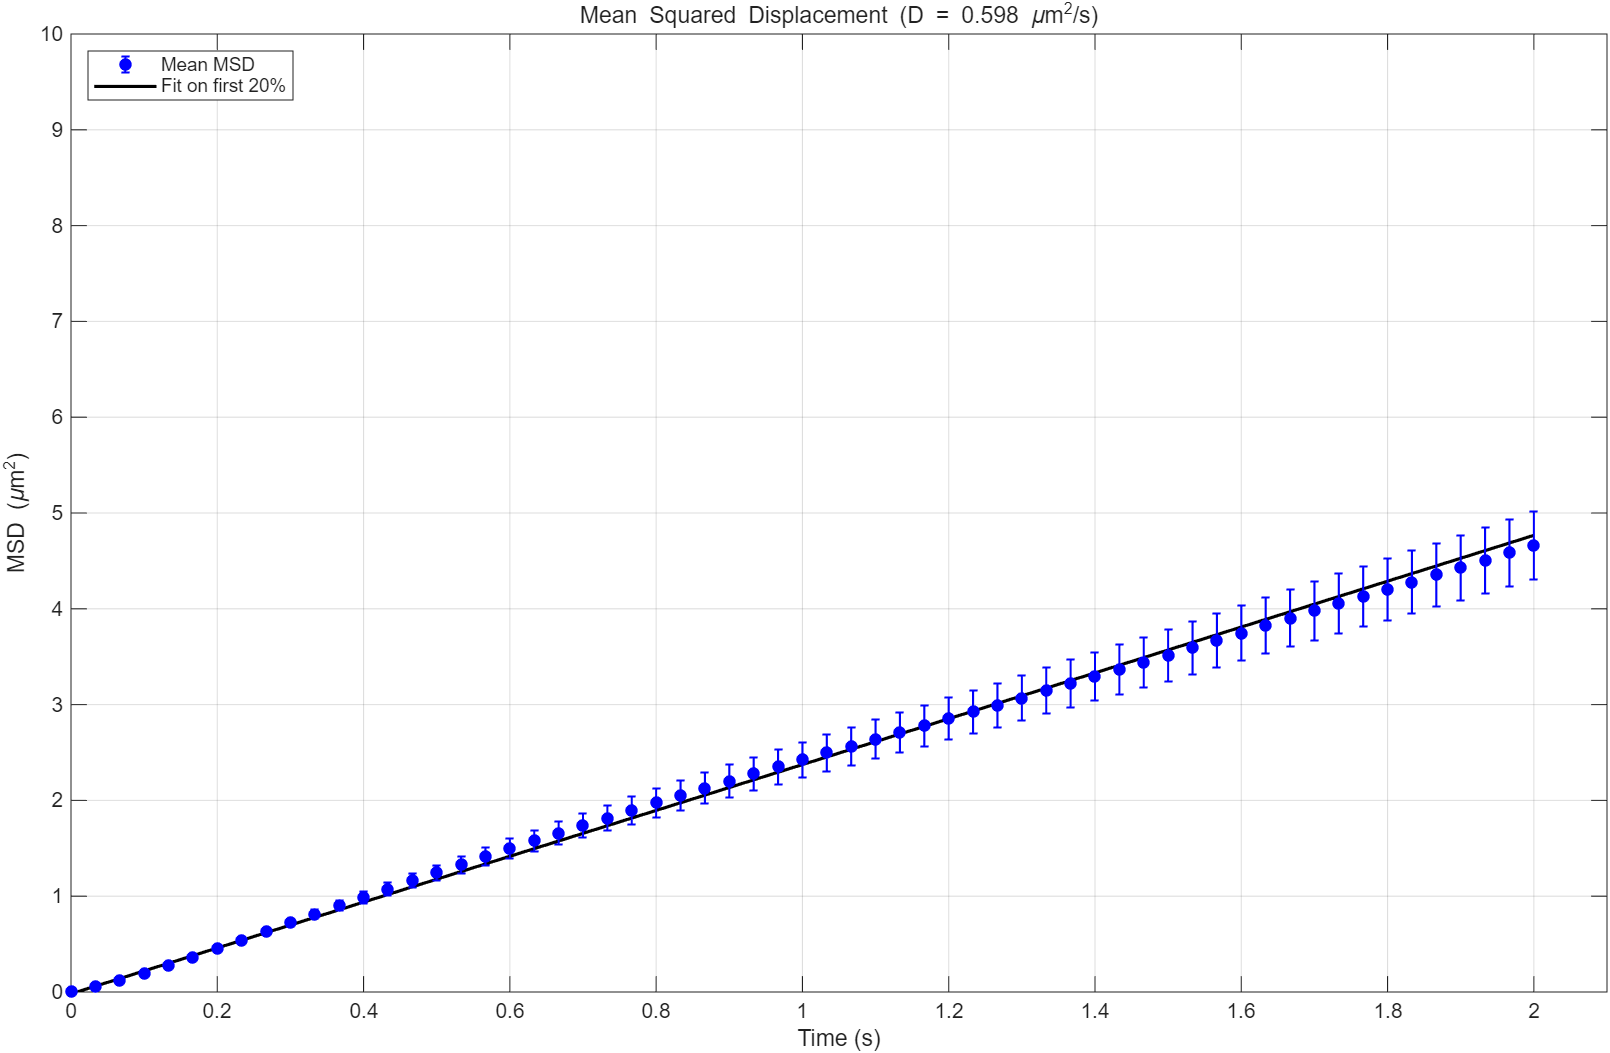 Mean Squared Displacement (D = 0.598 µm²/s)
10
Mean MSD
Fit on first 20%
9
8
7
6
5
4
3
2
1
0
MSD (µm²)
0 0.2 0.4 0.6 0.8 1 1.2 1.4 1.6 1.8 2
Time (s)